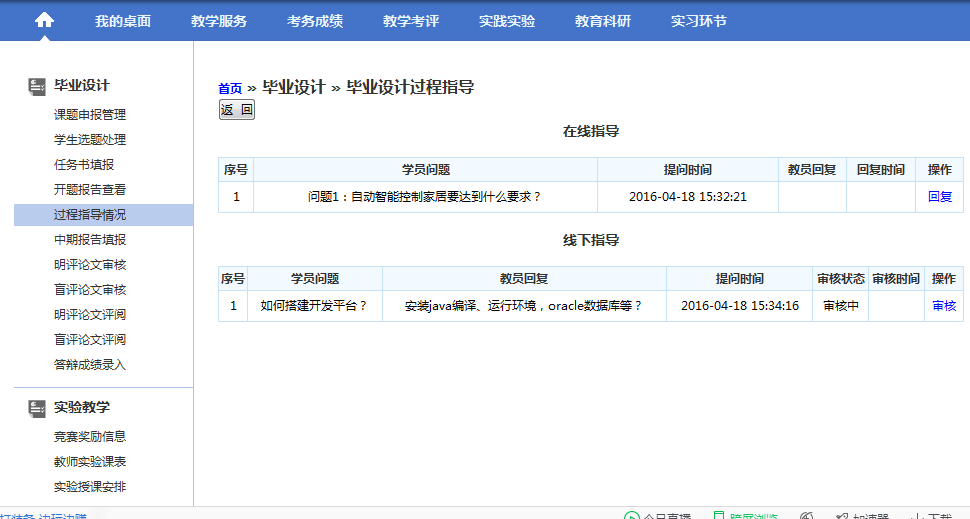 我的桌面 教学服务 考务成绩 教学考评 实践实验 教育科研 实习环节
毕业设计
课题申报管理
学生选题处理
任务书填报
开题报告查看
过程指导情况
中期报告填报
明评论文审核
盲评论文审核
明评论文评阅
盲评论文评阅
答辩成绩录入
实验教学
竞赛奖励信息
教师实验课表
实验授课安排
首页 » 毕业设计 » 毕业设计过程指导
返 回
在线指导
序号 学员问题 提问时间 教员回复 回复时间 操作
1 问题1：自动智能控制家居要达到什么要求？ 2016-04-18 15:32:21 回复
线下指导
序号 学员问题 教员回复 提问时间 审核状态 审核时间 操作
1 如何搭建开发平台？ 安装java编译、运行环境，oracle数据库等？ 2016-04-18 15:34:16 审核中 审核
今日直播 跨屏浏览 加速器 下载